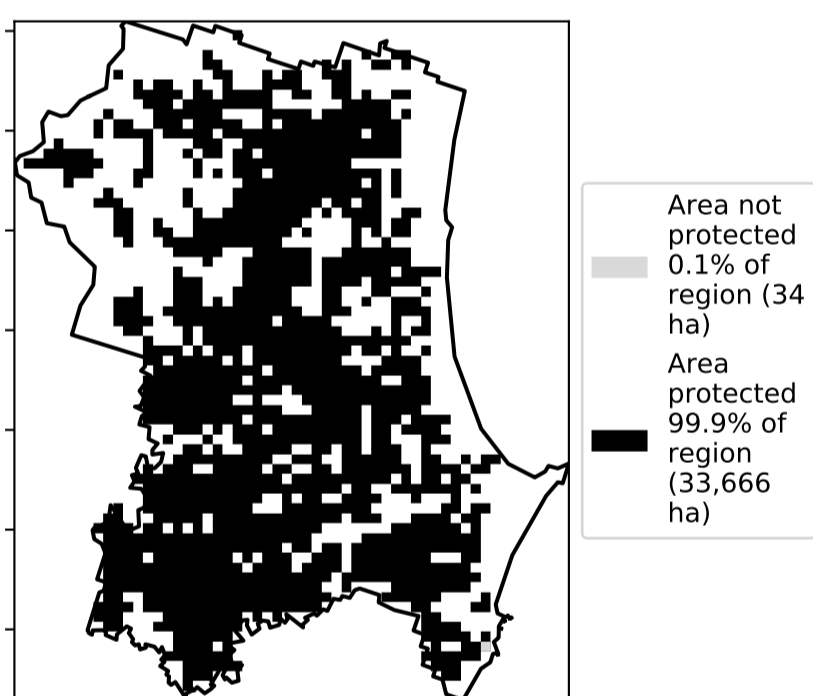 Area not
protected
0.1% of
region (34
ha)
Area
protected
99.9% of
region
(33,666
ha)